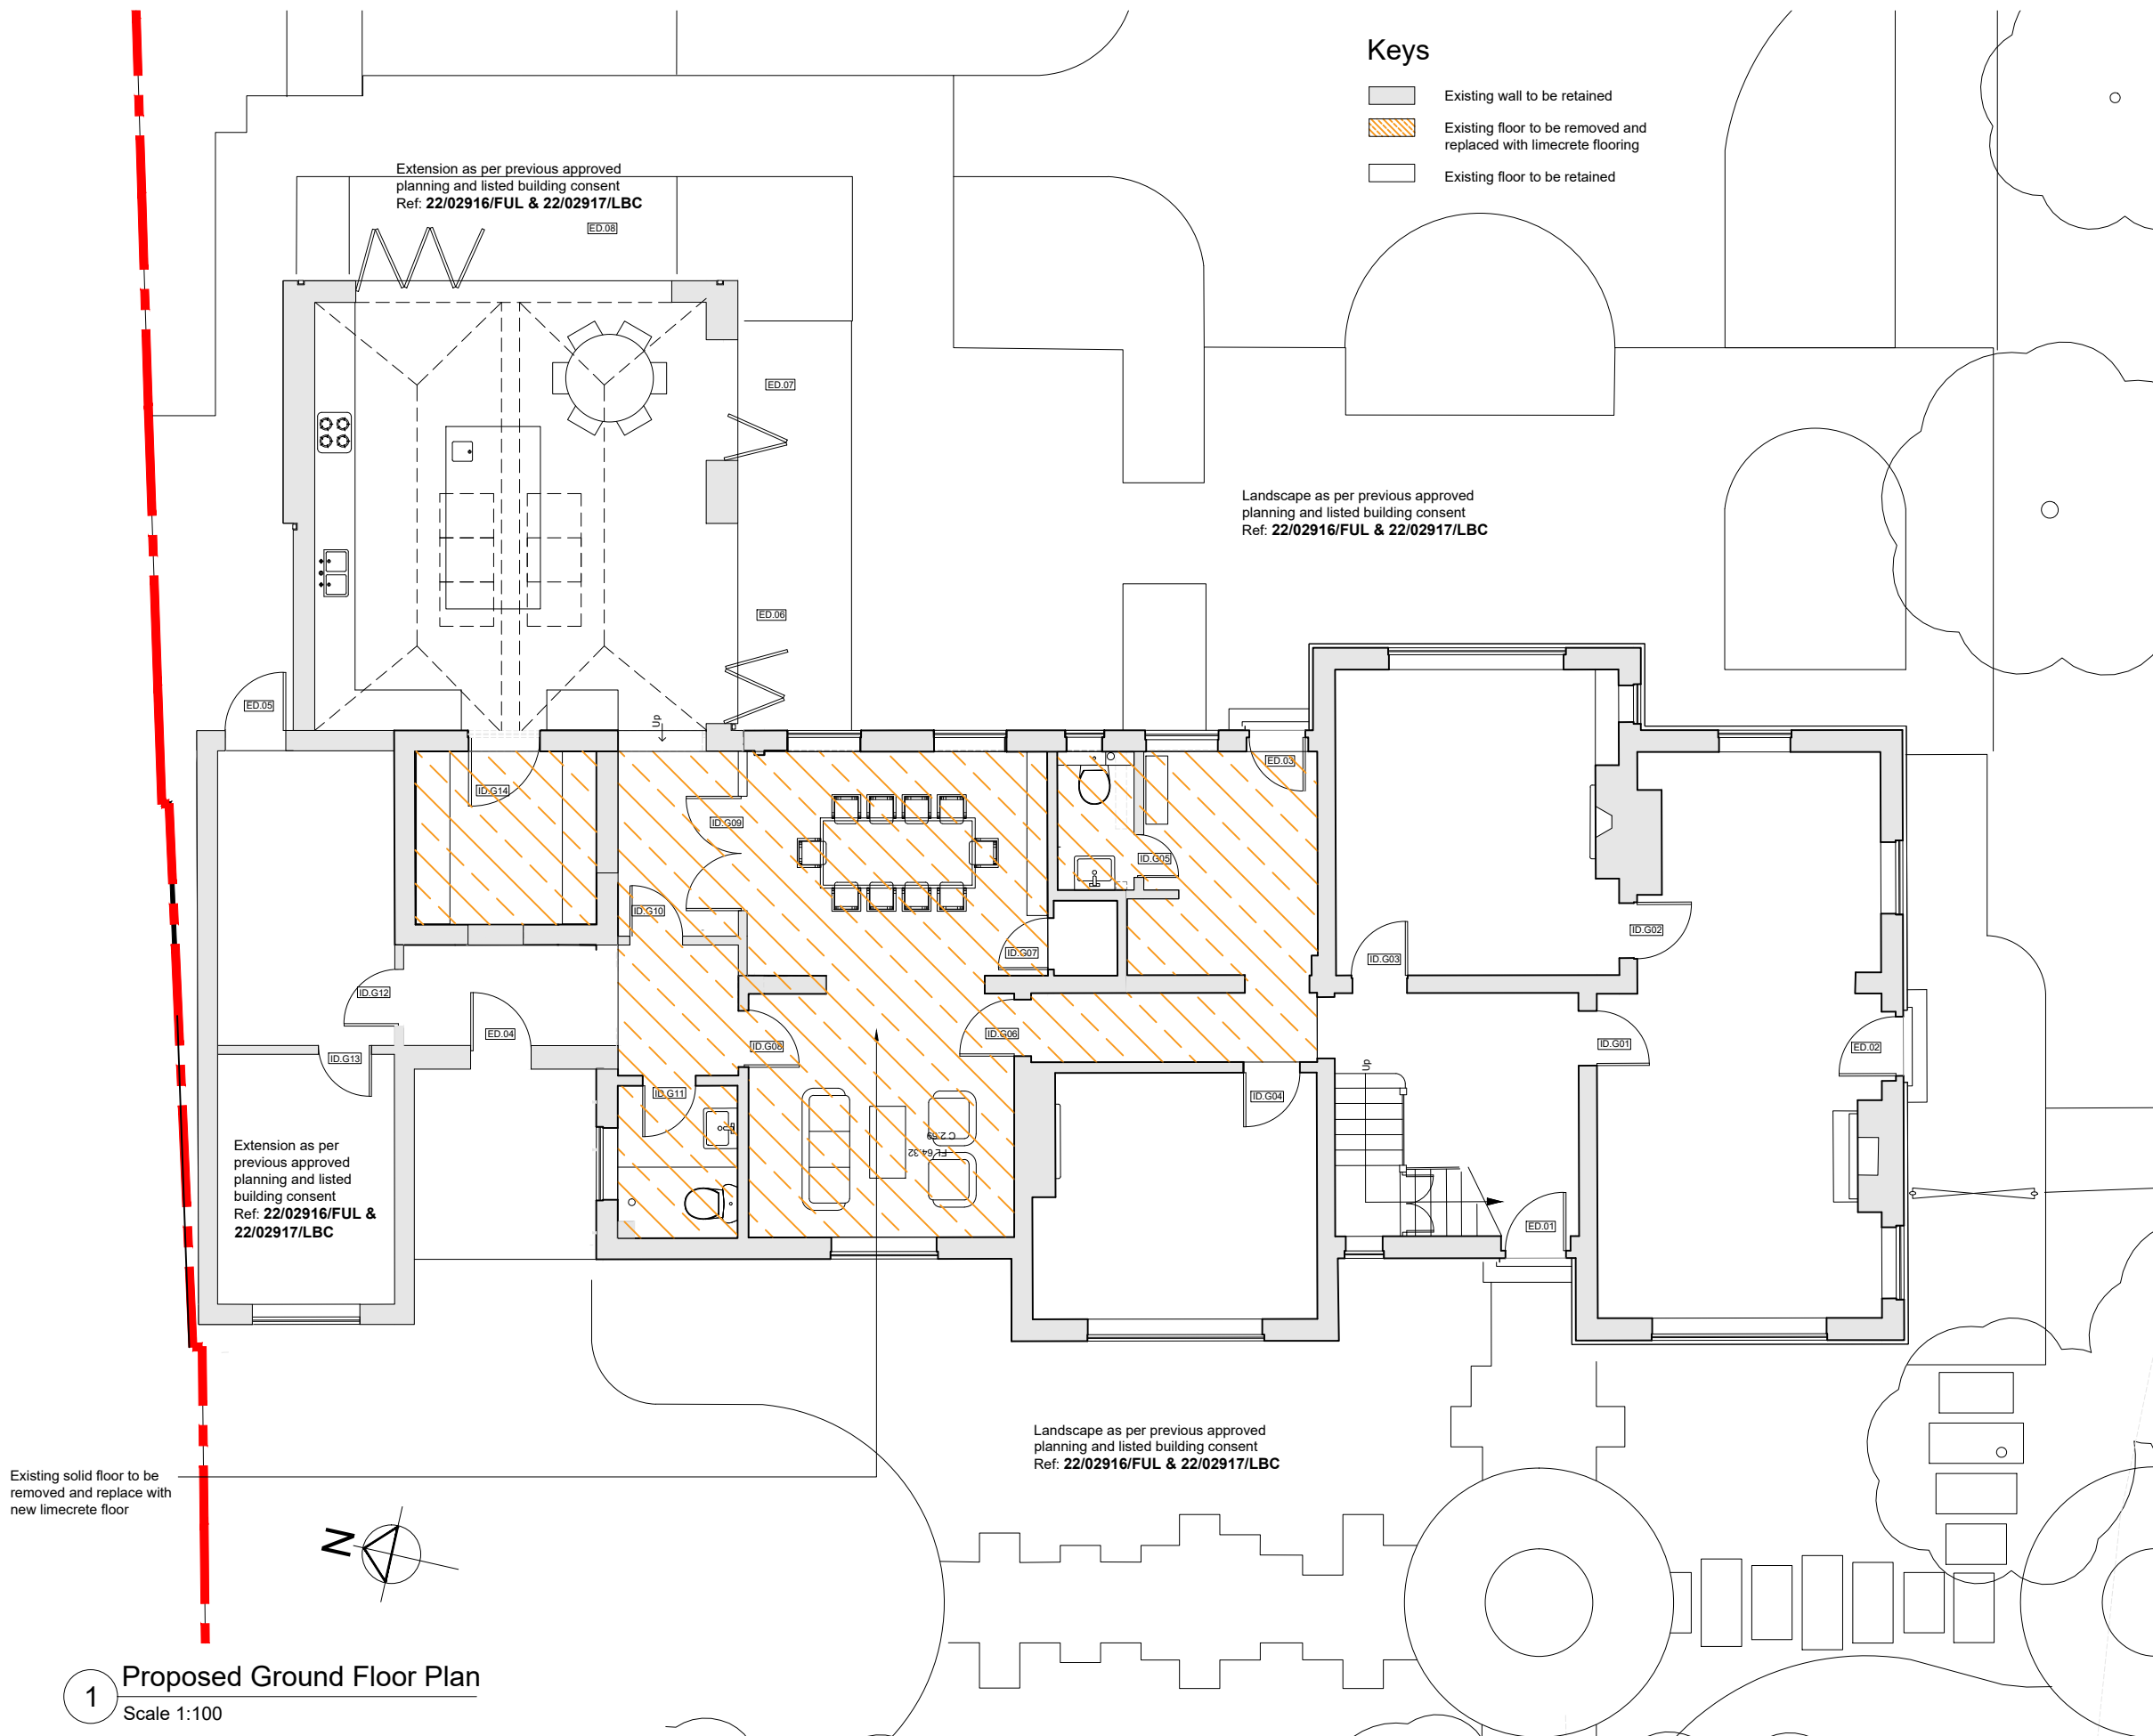 Keys
Existing wall to be retained
Existing floor to be removed and
replaced with limecrete flooring
Existing floor to be retained
Extension as per previous approved
planning and listed building consent
Ref: 22/02916/FUL & 22/02917/LBC
ED.08
ED.07
Landscape as per previous approved
planning and listed building consent
Ref: 22/02916/FUL & 22/02917/LBC
ED.06
ED.05
Up
ED.03
ID.G14
ID.G09
ID.G05
ID.G10
ID.G02
ID.G07
ID.G03
ID.G12
ED.04
ID.G06
ID.G08
ID.G01
ED.02
ID.G13
Up
ID.G11
ID.G04
C 2.69
FL 64.32
Extension as per
previous approved
planning and listed
building consent
Ref: 22/02916/FUL &
22/02917/LBC
ED.01
Landscape as per previous approved
planning and listed building consent
Ref: 22/02916/FUL & 22/02917/LBC
Existing solid floor to be
removed and replace with
new limecrete floor
N
1
Proposed Ground Floor Plan
Scale 1:100